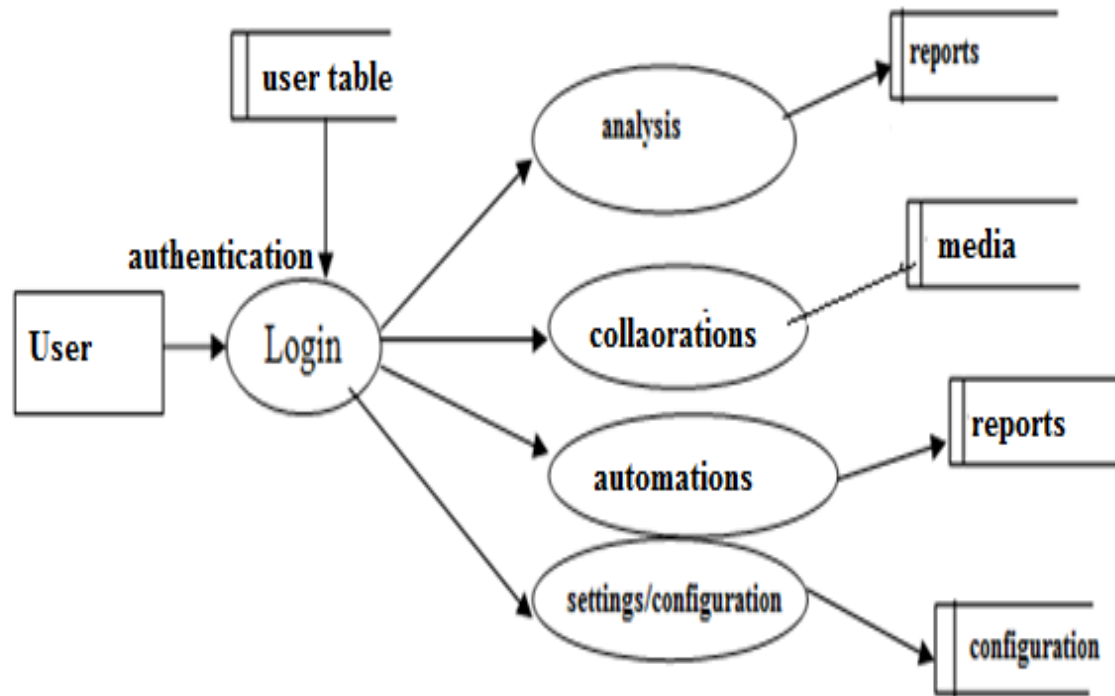 user table
authentication
User
Login
analysis
reports
collaorations
media
automations
reports
settings/configuration
configuration